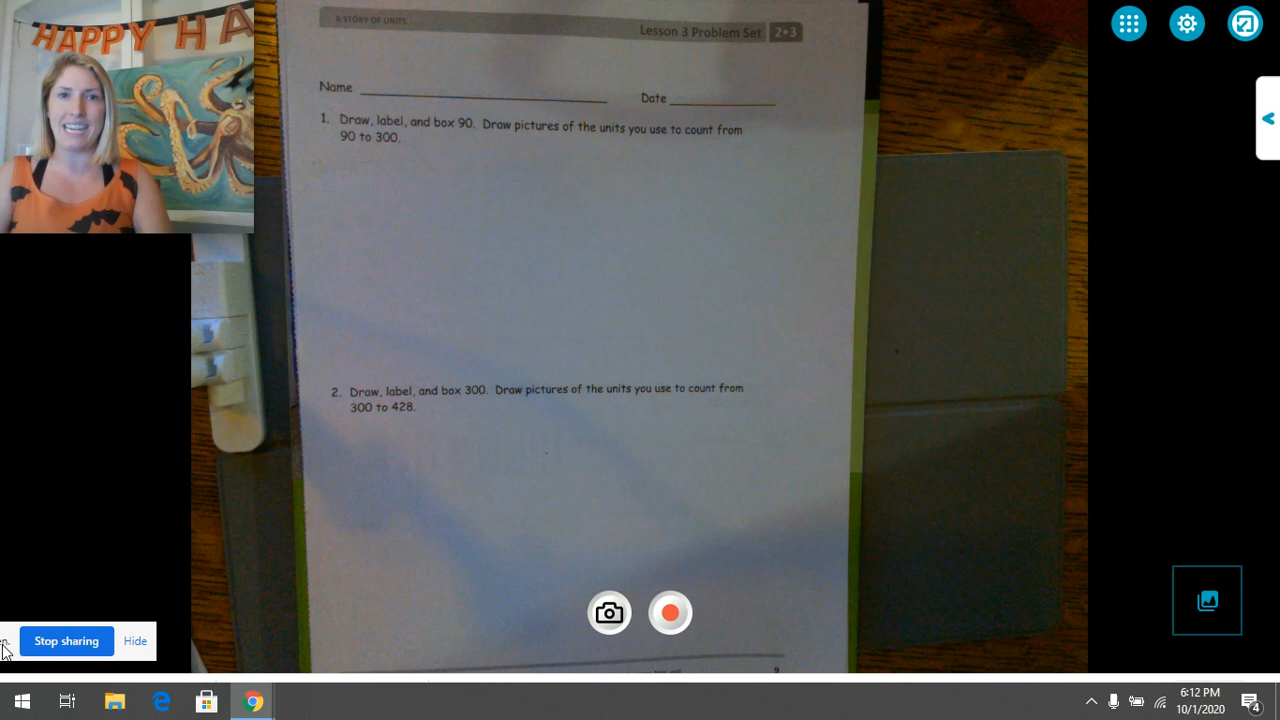 HAPPY HA
A STORY OF UNITS
Lesson 3 Problem Set 2•3
Name
Date
1. Draw, label, and box 90. Draw pictures of the units you use to count from
90 to 300.
2. Draw, label, and box 300. Draw pictures of the units you use to count from
300 to 428.
9
Stop sharing
Hide
6:12 PM
10/1/2020
4